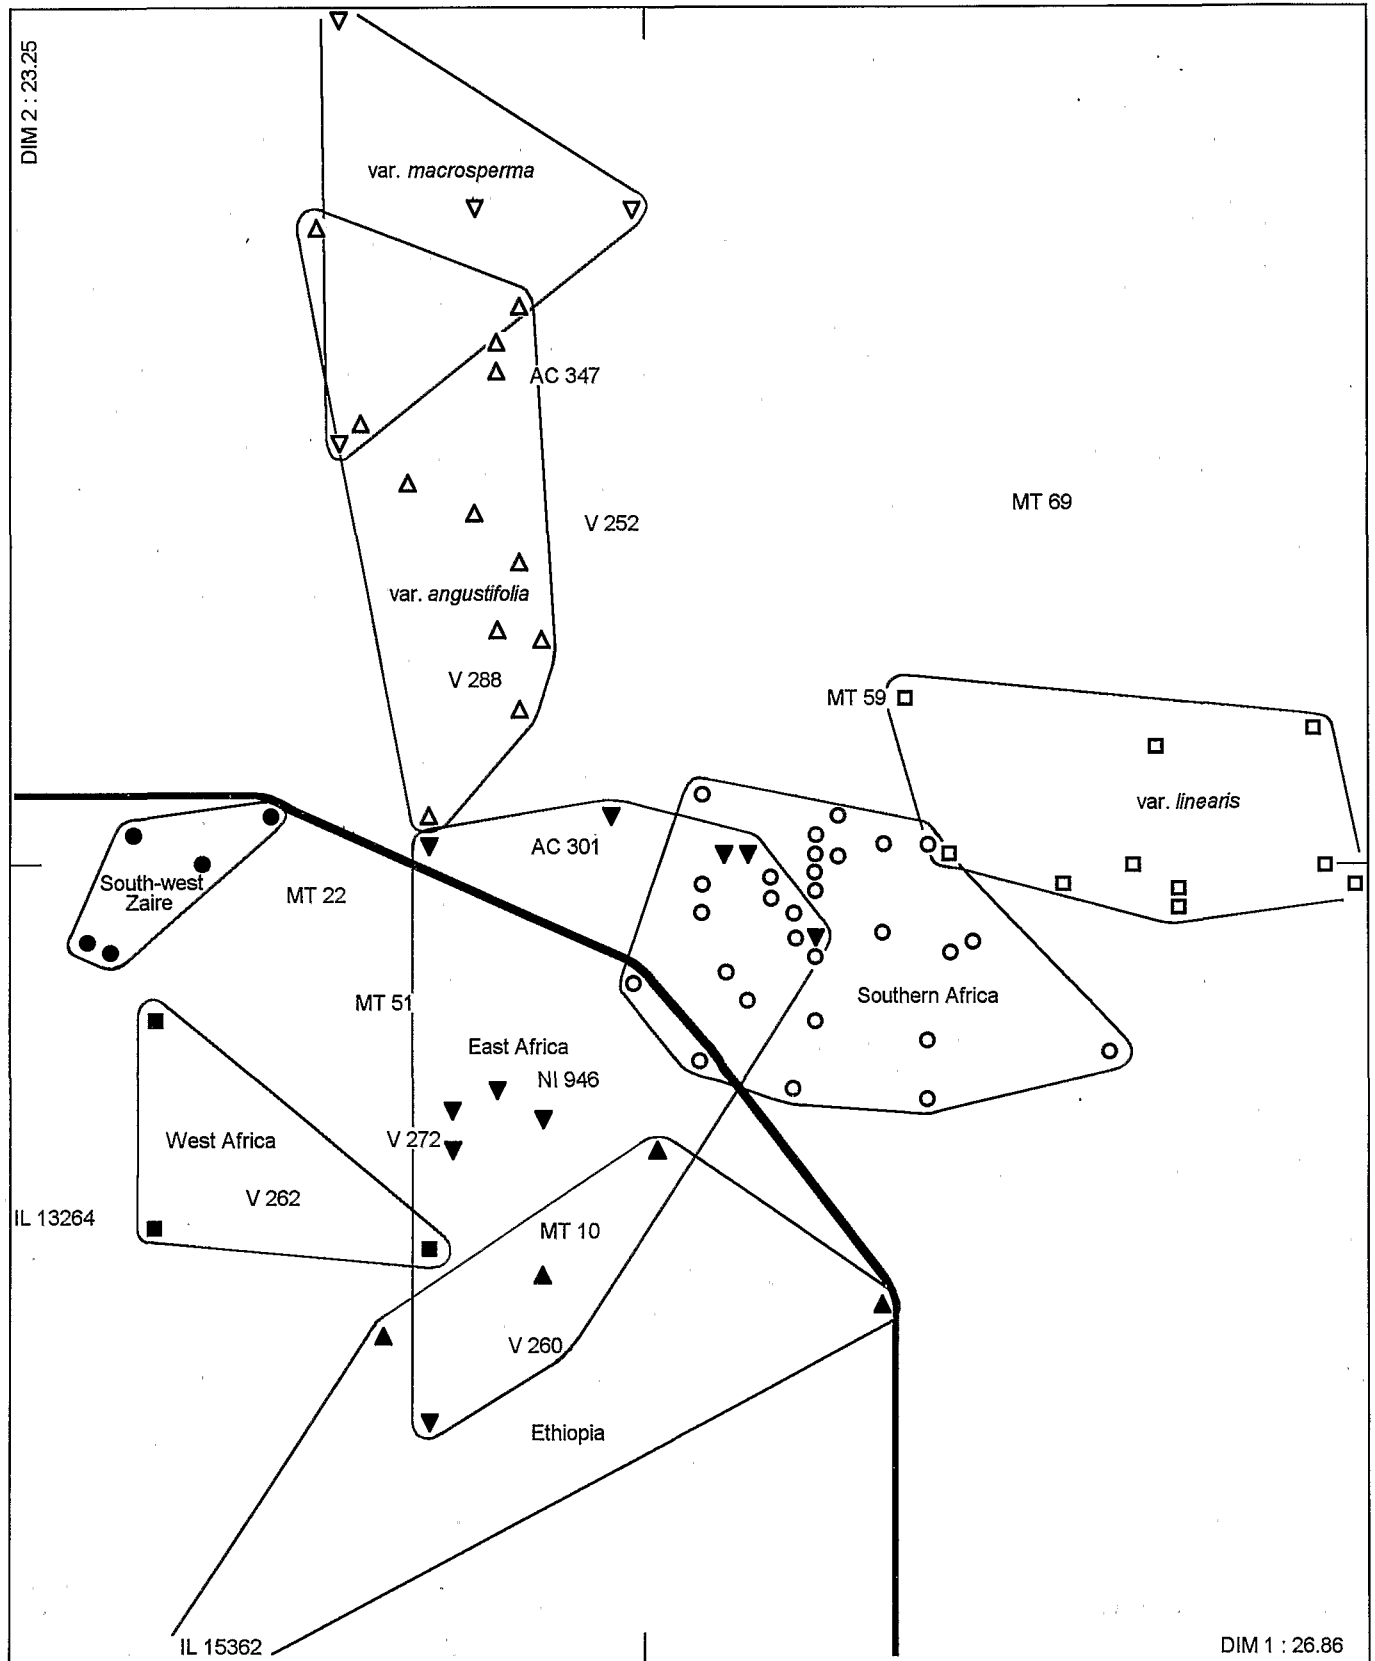 DIM 2 : 23.25
var. macrosperma
AC 347
V 252
MT 69
var. angustifolia
V 288
MT 59
var. linearis
AC 301
South-west
Zaire
MT 22
MT 51
Southern Africa
East Africa
NI 946
West Africa
V 272
V 262
IL 13264
MT 10
V 260
Ethiopia
IL 15362
DIM 1 : 26.86